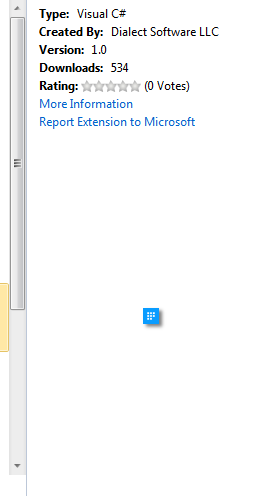 Type: Visual C#
Created By: Dialect Software LLC
Version: 1.0
Downloads: 534
Rating: (0 Votes)
More Information
Report Extension to Microsoft